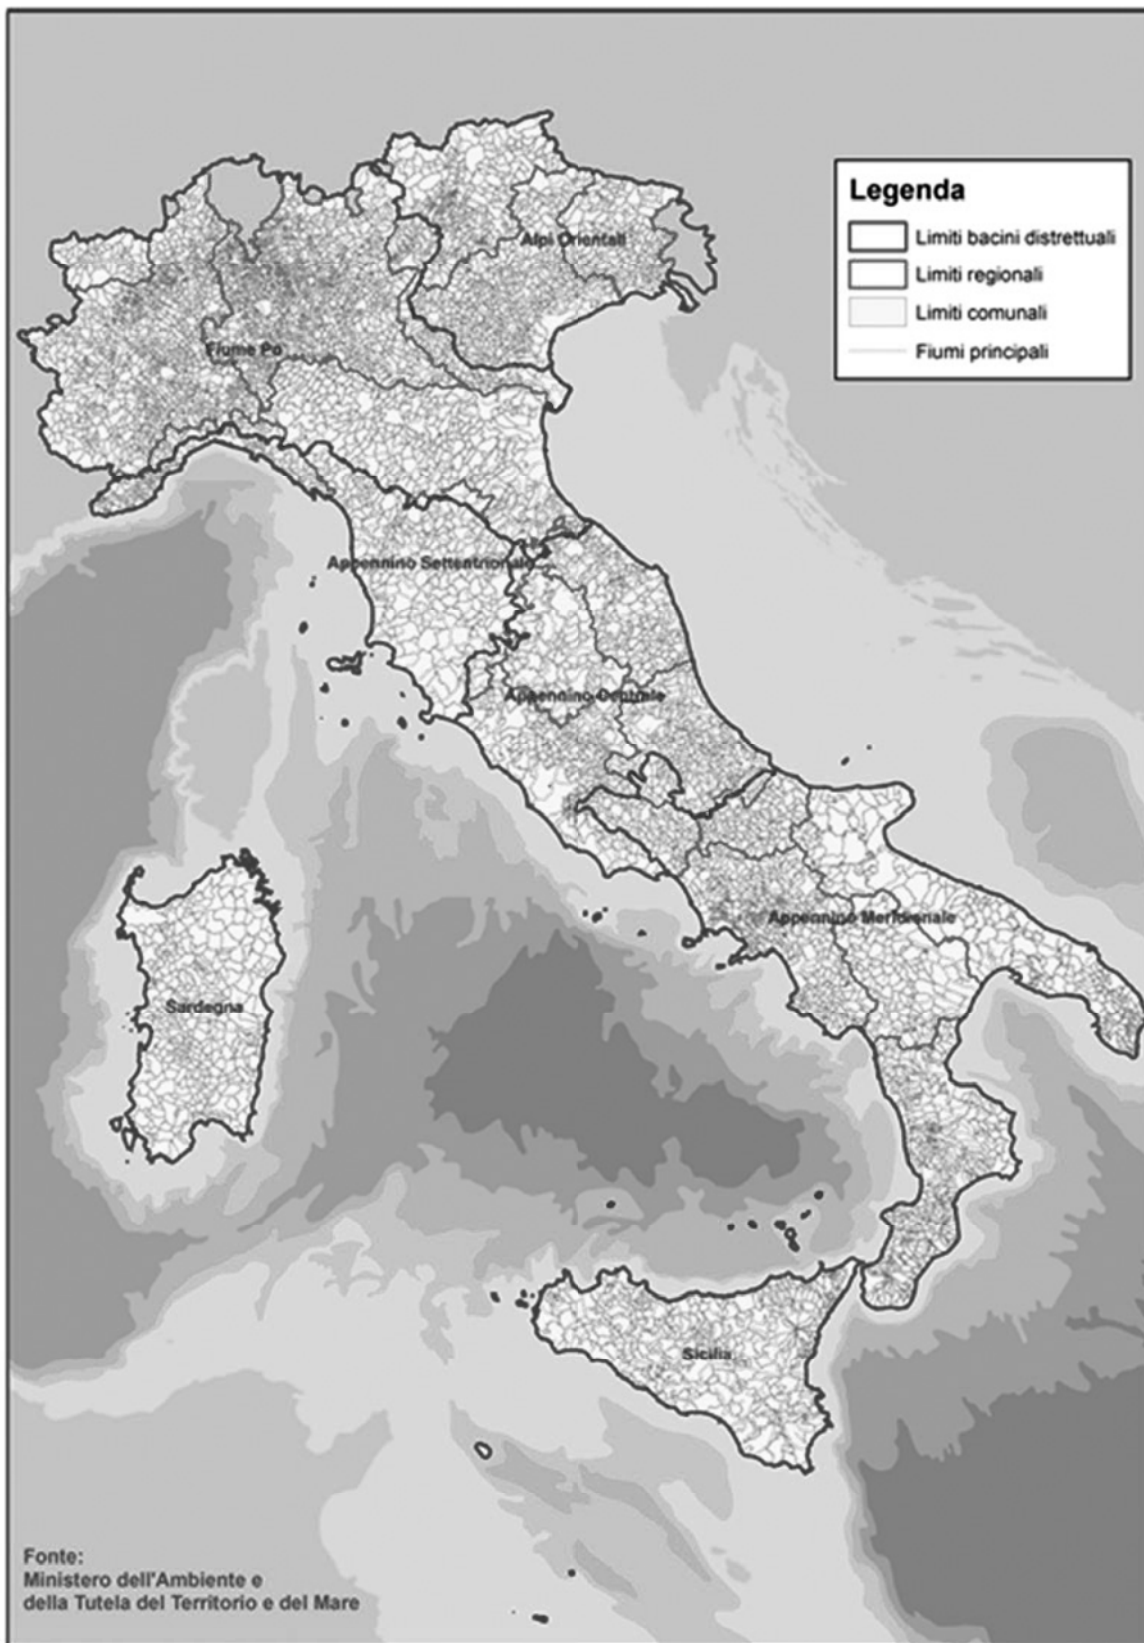 Legenda
Limiti bacini distrettuali
Limiti regionali
Limiti comunali
Fiumi principali
Alpi Orientali
Fiume Po
Appennino Settentrionale
Appennino Centrale
Appennino Meridionale
Sardegna
Sicilia
Fonte:
Ministero dell'Ambiente e
della Tutela del Territorio e del Mare